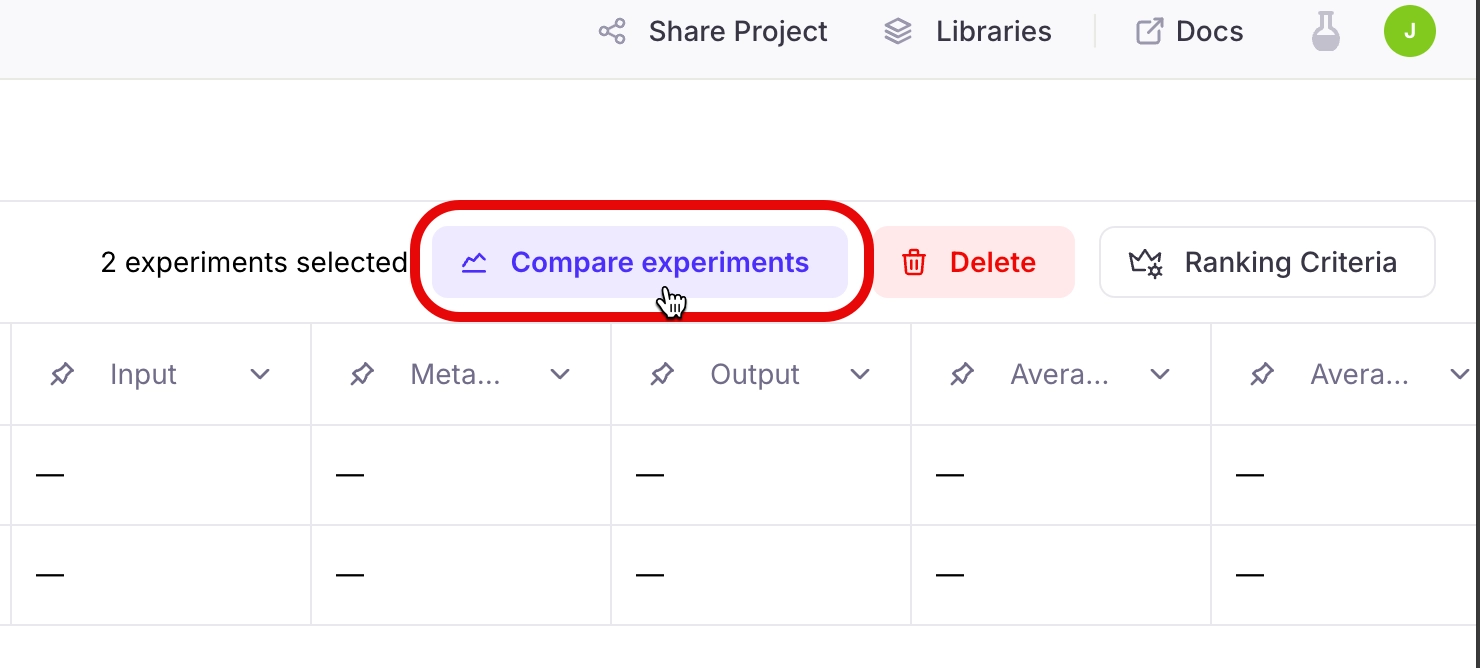 Share Project Libraries Docs J
2 experiments selected Compare experiments Delete Ranking Criteria
Input Meta... Output Avera... Avera...
— — — — —
— — — — —